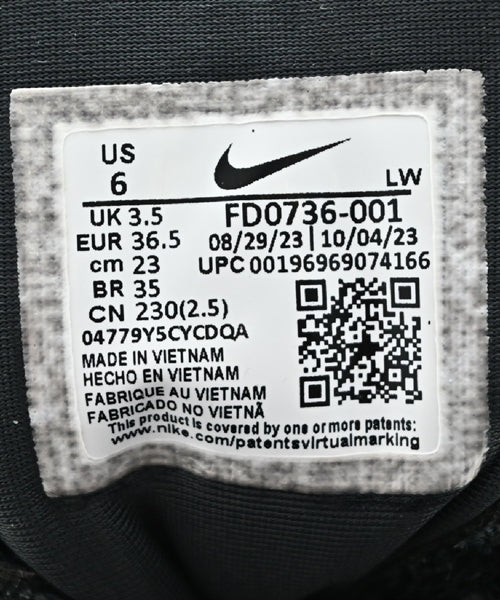 US
6
LW
UK 3.5
FD0736-001
EUR 36.5
08/29/23 | 10/04/23
cm 23
UPC 00196969074166
BR 35
CN 230(2.5)
04779Y5CYCDQA
MADE IN VIETNAM
HECHO EN VIETNAM
FABRIQUE AU VIETNAM
FABRICADO NO VIETNÃ
This product is covered by one or more patents:
www.nike.com/patentsvirtualmarking